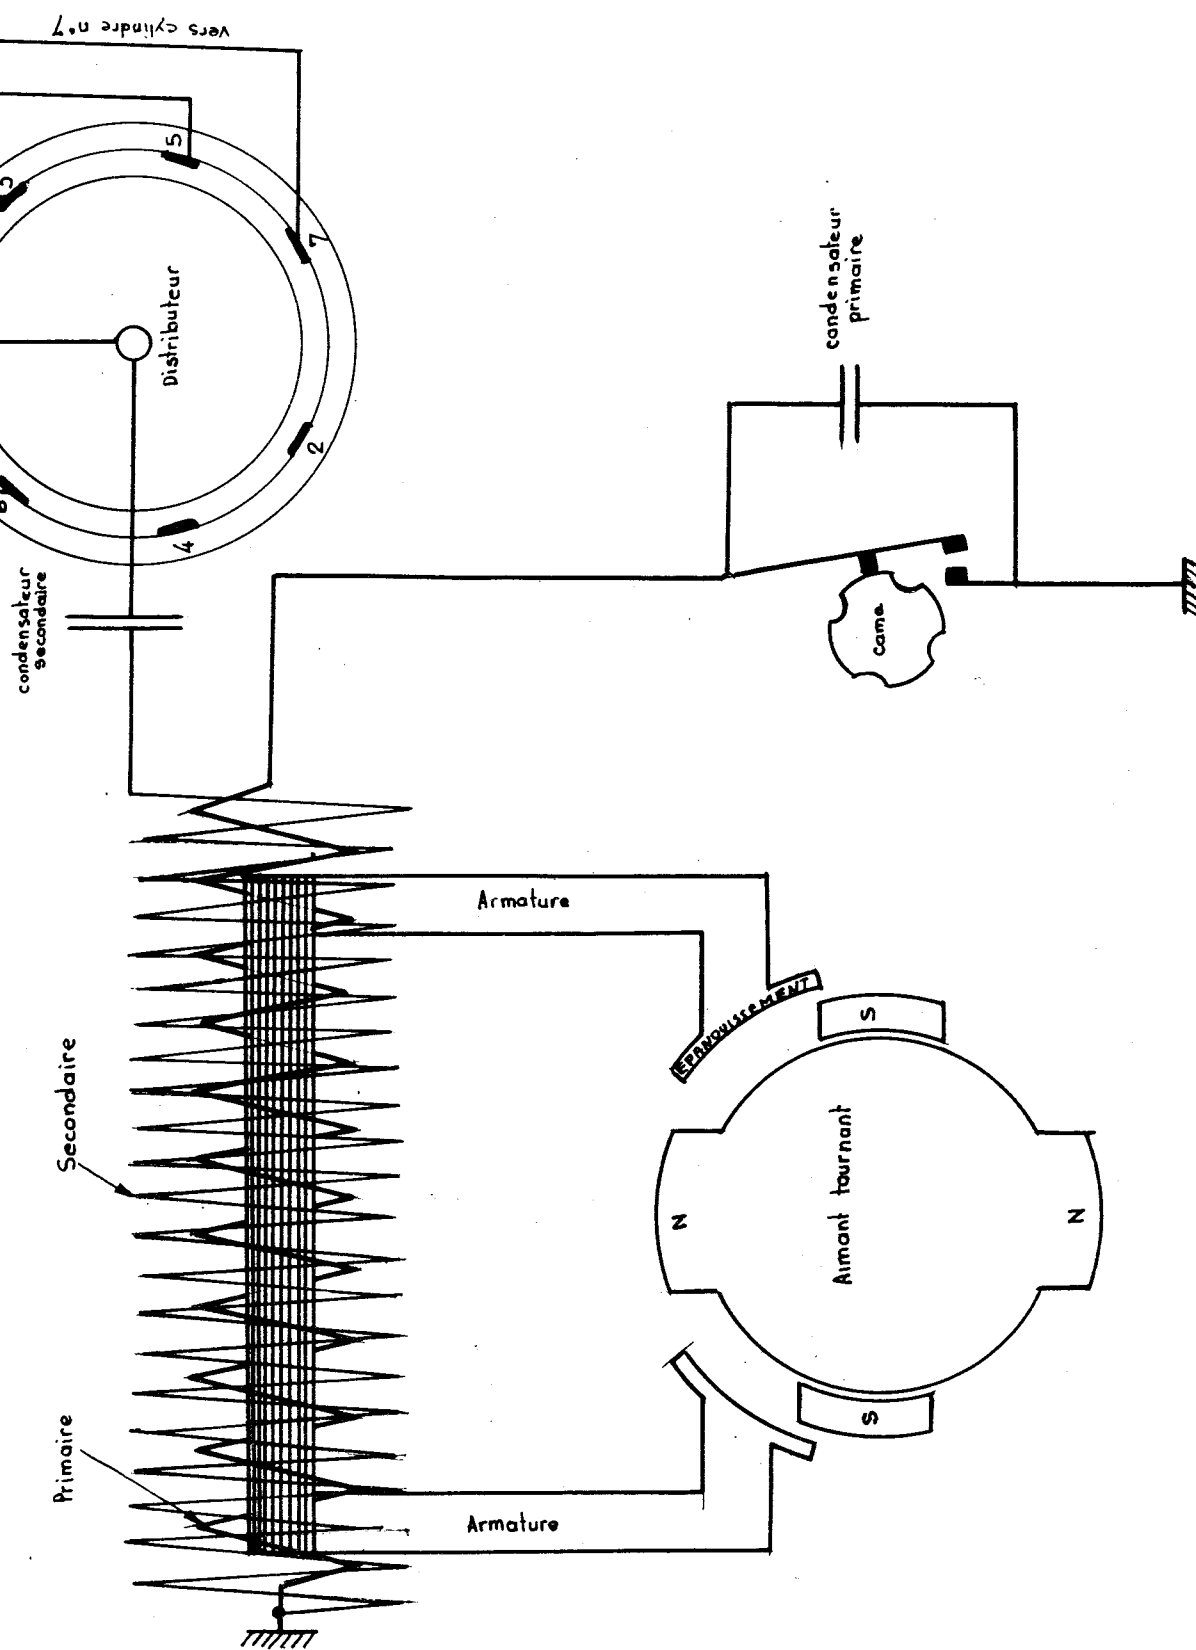 vers cylindre n°7
5
7
Distributeur
2
4
condensateur
secondaire
condensateur
primaire
came
Armature
EPANOUISSEMENT
S
Secondaire
N
Aimant tournant
N
S
Primaire
Armature